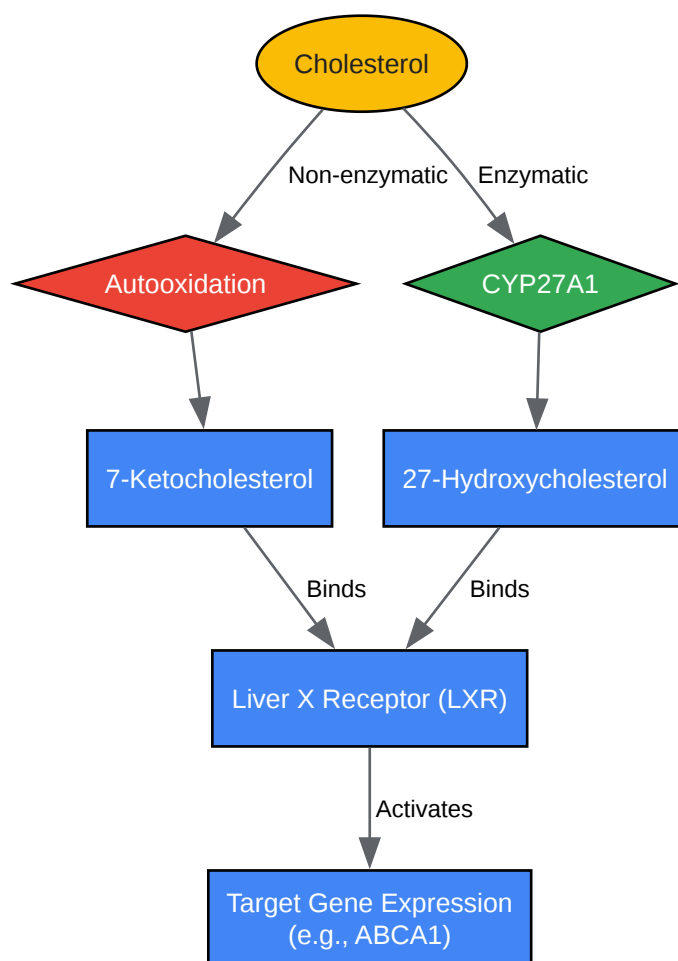 Cholesterol
Non-enzymatic
Enzymatic
Autooxidation
CYP27A1
7-Ketocholesterol
27-Hydroxycholesterol
Binds
Binds
Liver X Receptor (LXR)
Activates
Target Gene Expression
(e.g., ABCA1)